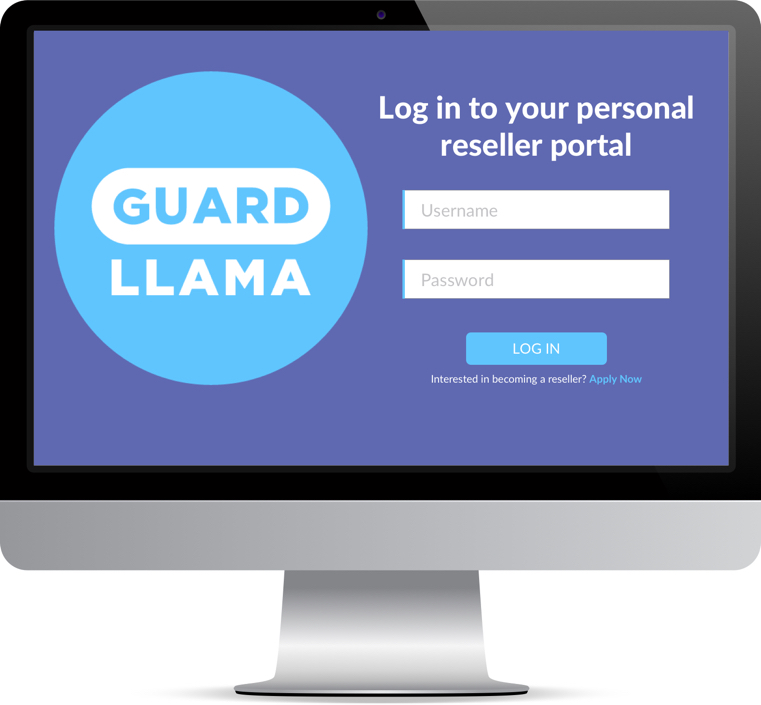 GUARD
LLAMA
Log in to your personal
reseller portal
Username
Password
LOG IN
Interested in becoming a reseller? Apply Now